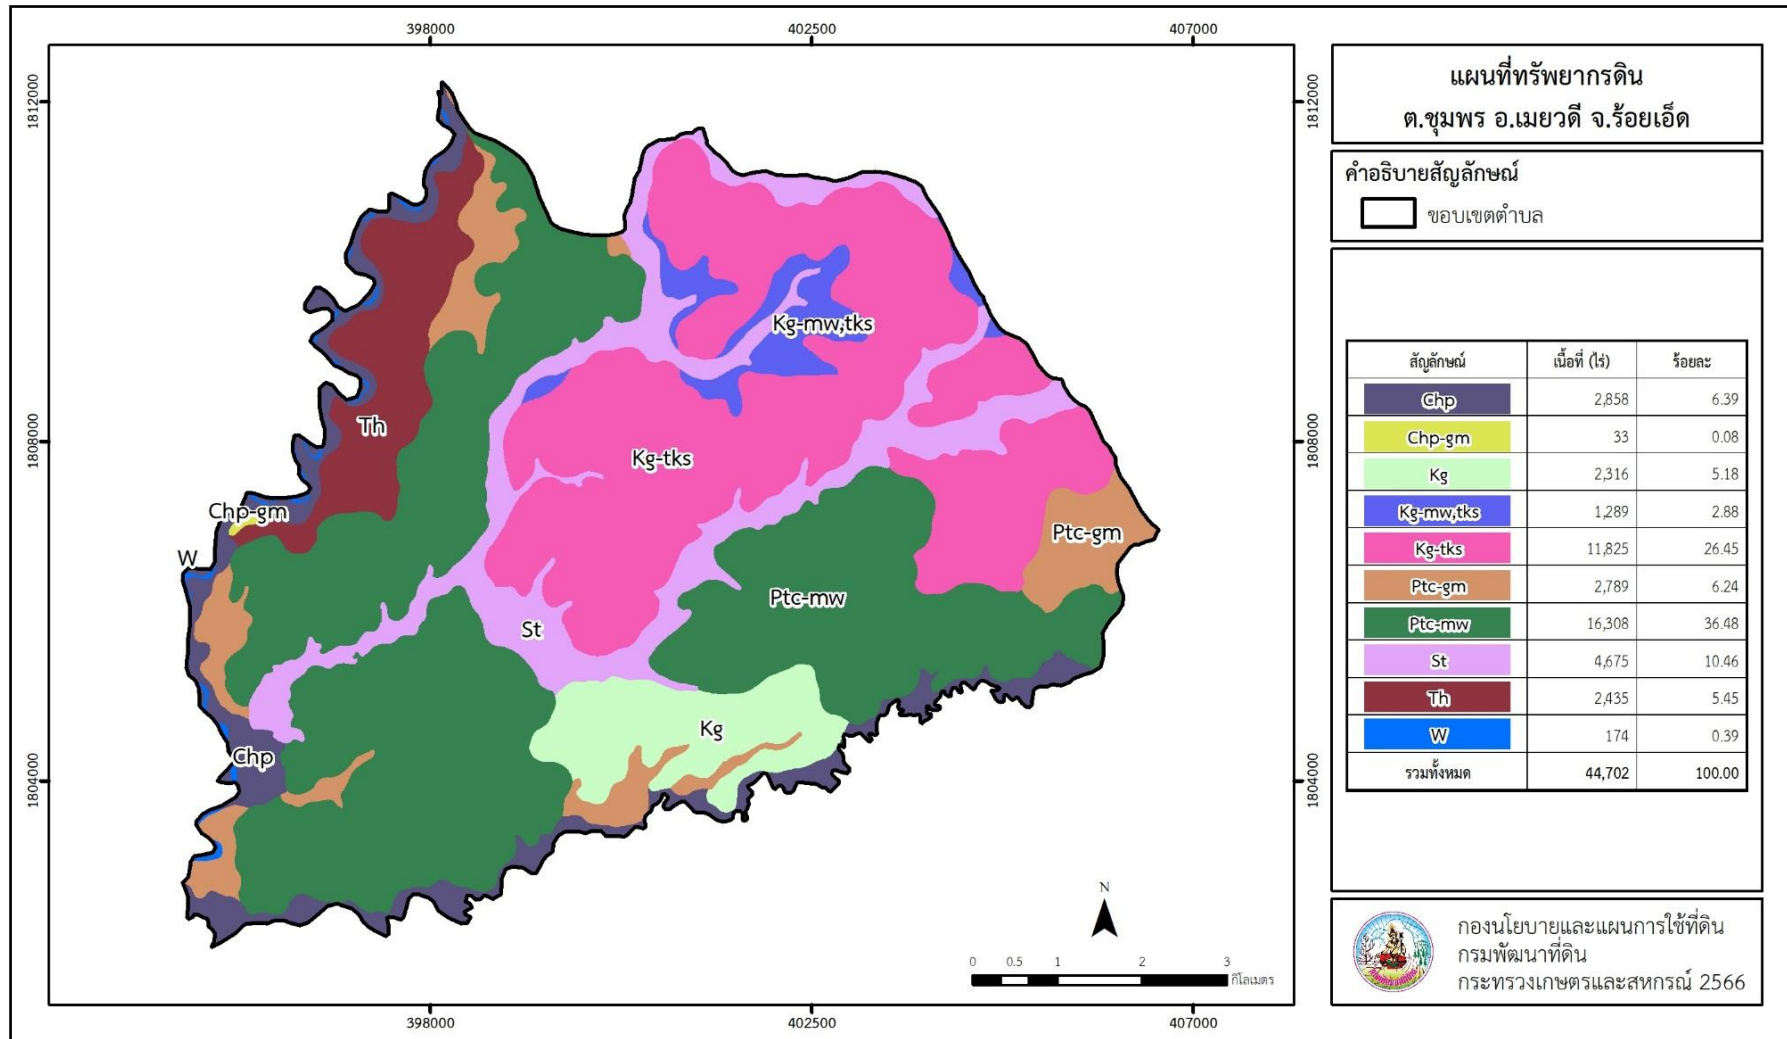 398000
402500
407000
1812000
1812000
แผนที่ทรัพยากรดิน
ต.ชุมพร อ.เมยวดี จ.ร้อยเอ็ด
คำอธิบายสัญลักษณ์
ขอบเขตตำบล
Kg-mw,tks
Th
1808000
1808000
Kg-tks
Chp-gm
Ptc-gm
W
Ptc-mw
St
Kg
Chp
1804000
1804000
สัญลักษณ์ เนื้อที่ (ไร่) ร้อยละ
Chp 2,858 6.39
Chp-gm 33 0.08
Kg 2,316 5.18
Kg-mw,tks 1,289 2.88
Kg-tks 11,825 26.45
Ptc-gm 2,789 6.24
Ptc-mw 16,308 36.48
St 4,675 10.46
Th 2,435 5.45
W 174 0.39
รวมทั้งหมด 44,702 100.00
N
0 0.5 1 2 3
กิโลเมตร
398000
402500
407000
กองนโยบายและแผนการใช้ที่ดิน
กรมพัฒนาที่ดิน
กระทรวงเกษตรและสหกรณ์ 2566